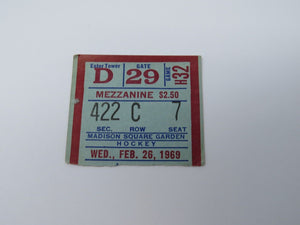 Enter Tower GATE GAME
D 29 H32
MEZZANINE $2.50
422 C 7
SEC. ROW SEAT
MADISON SQUARE GARDEN
HOCKEY
WED., FEB. 26, 1969